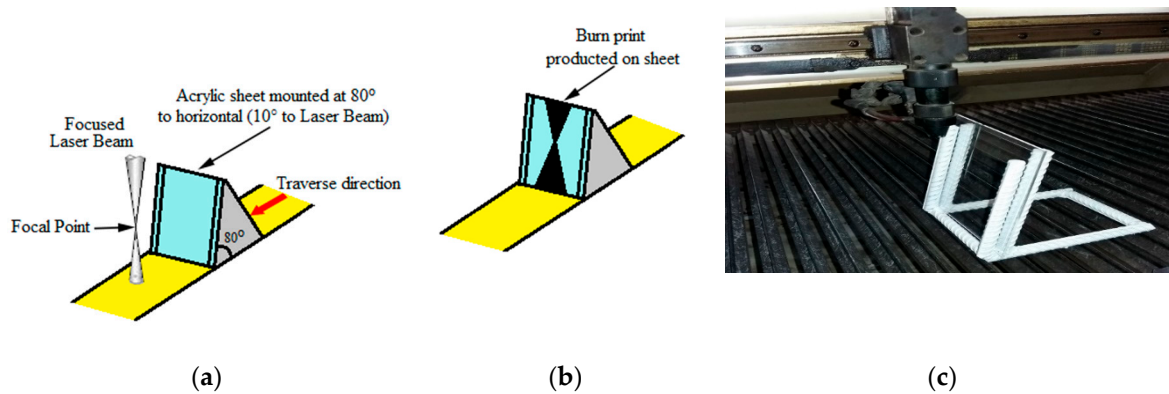 Acrylic sheet mounted at 80°
to horizontal (10° to Laser Beam)
Focused
Laser Beam
Traverse direction
Focal Point
80°
Burn print
producted on sheet
(a)
(b)
(c)